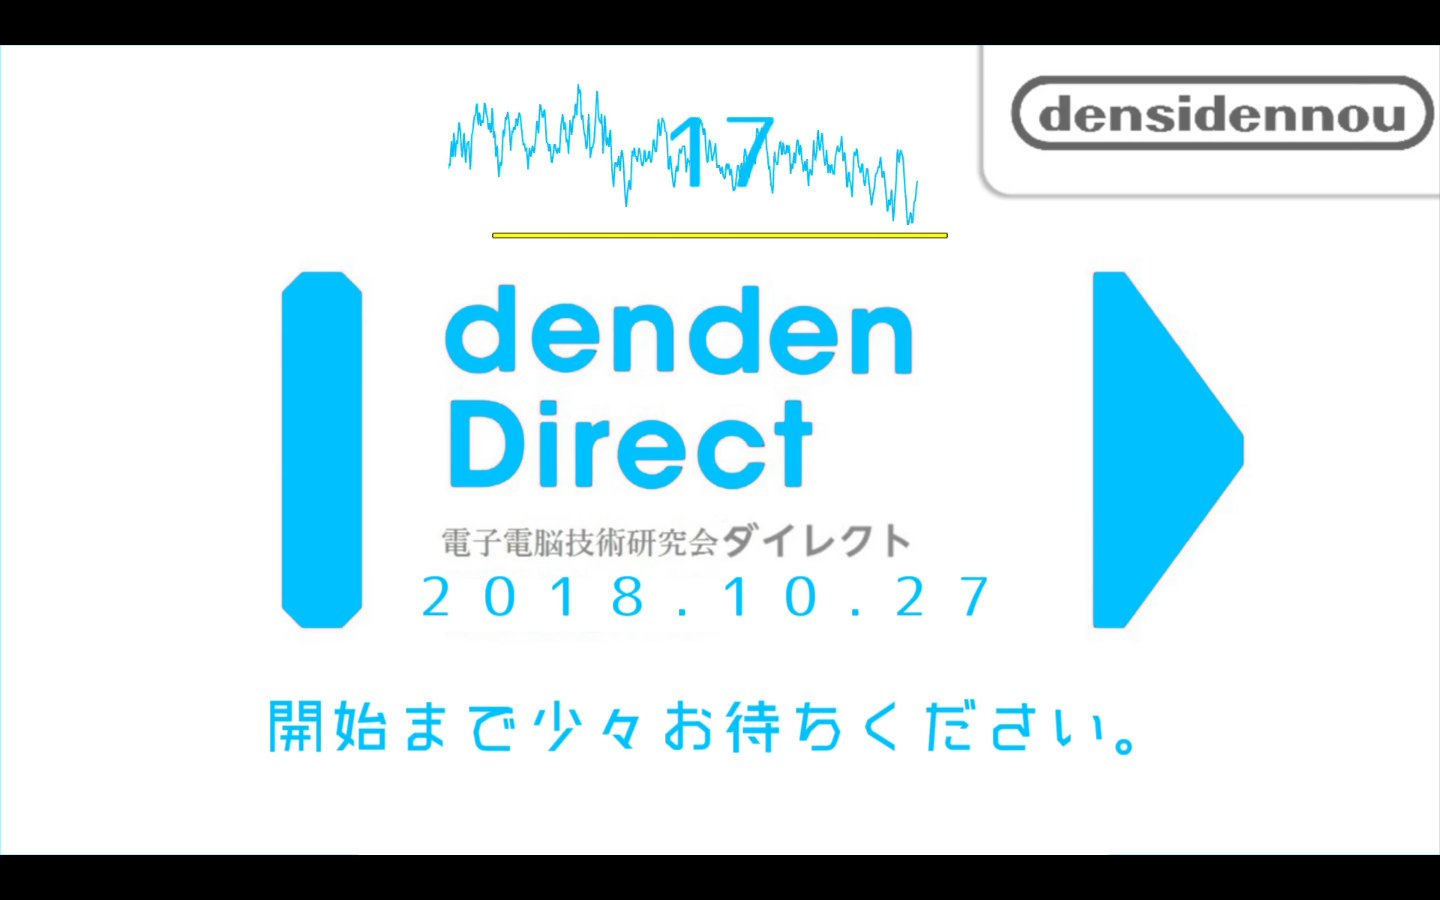 17
densidennou
denden
Direct
電子電脳技術研究会ダイレクト
2018.10.27
開始まで少々お待ちください。